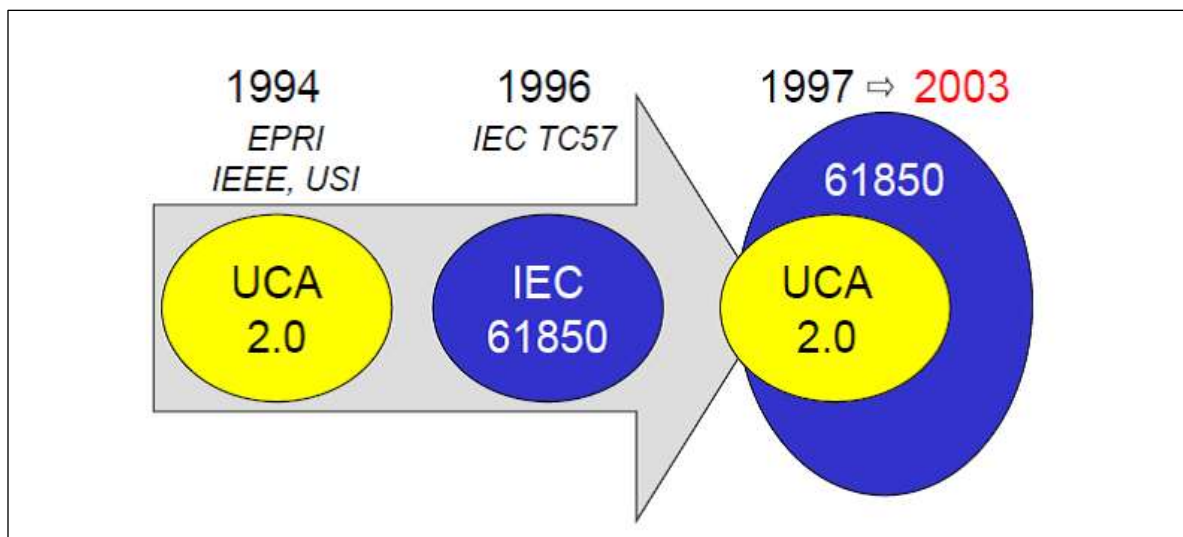 1994
EPRI
IEEE, USI
UCA
2.0
1996
IEC TC57
IEC
61850
1997 ⇨ 2003
61850
UCA
2.0